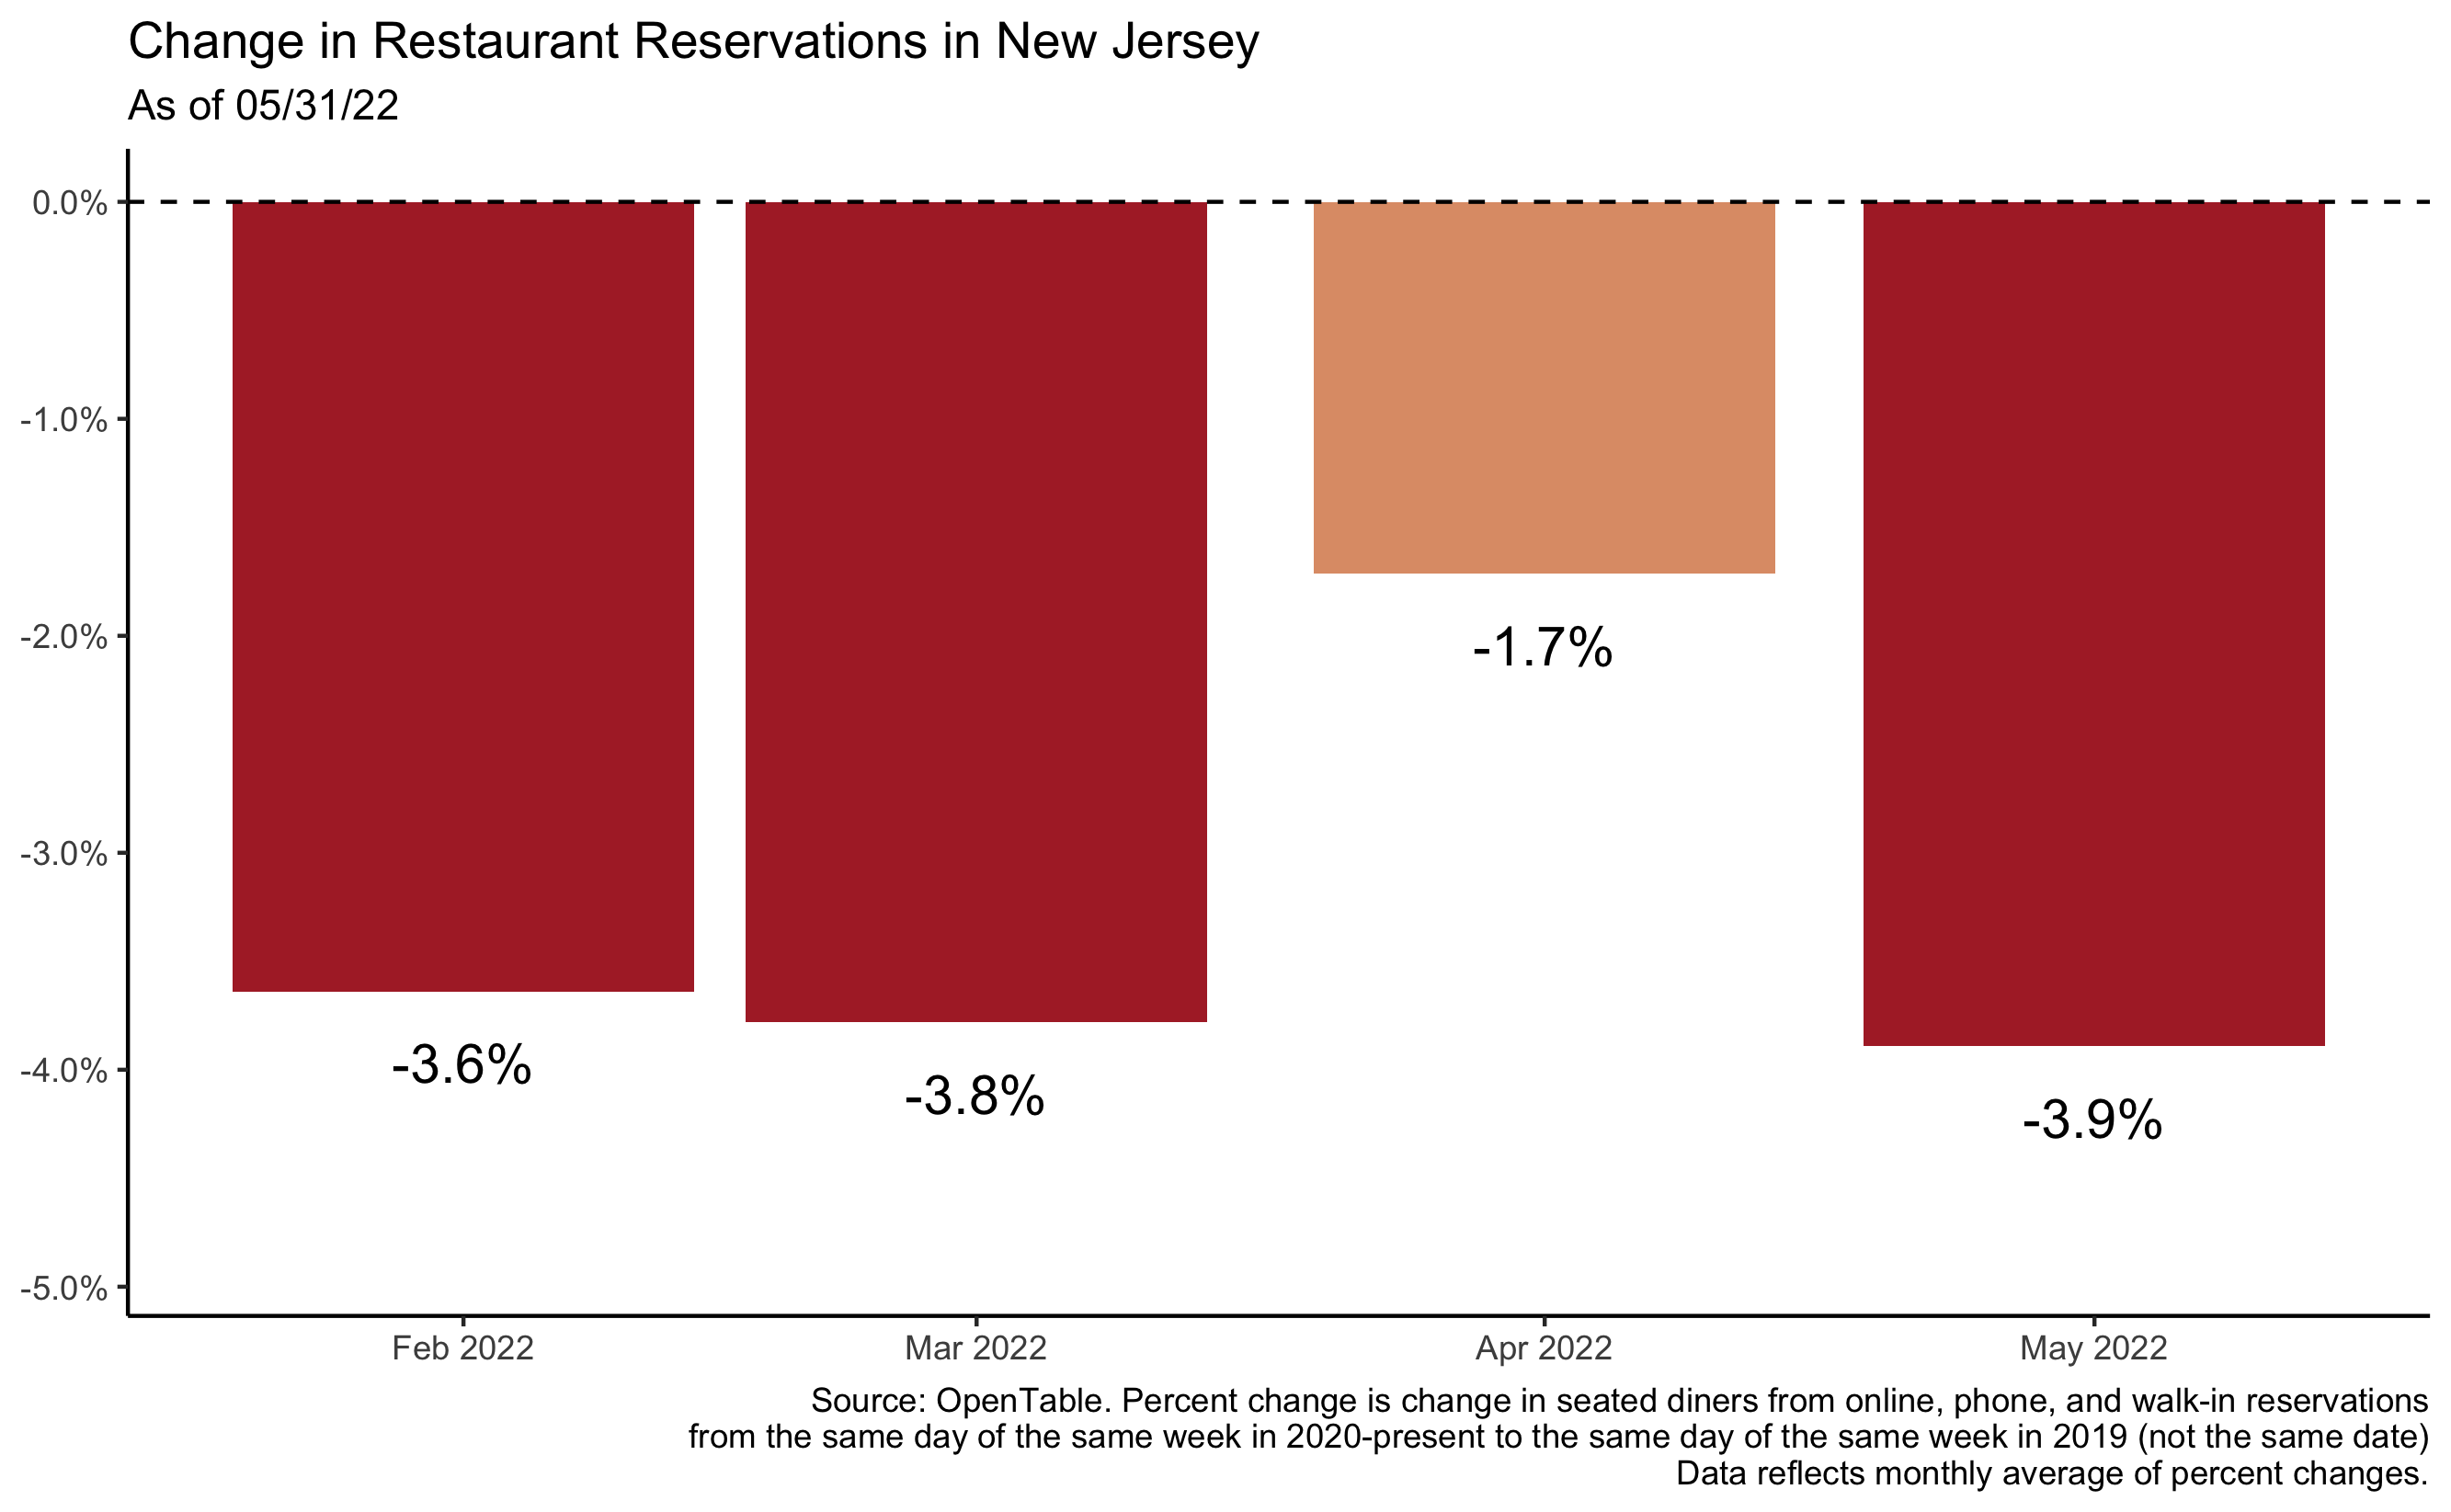 Change in Restaurant Reservations in New Jersey
As of 05/31/22
0.0%
-1.0%
-2.0%
-3.0%
-4.0%
-5.0%
-3.6%
-3.8%
-1.7%
-3.9%
Feb 2022
Mar 2022
Apr 2022
May 2022
Source: OpenTable. Percent change is change in seated diners from online, phone, and walk-in reservations
from the same day of the same week in 2020-present to the same day of the same week in 2019 (not the same date)
Data reflects monthly average of percent changes.